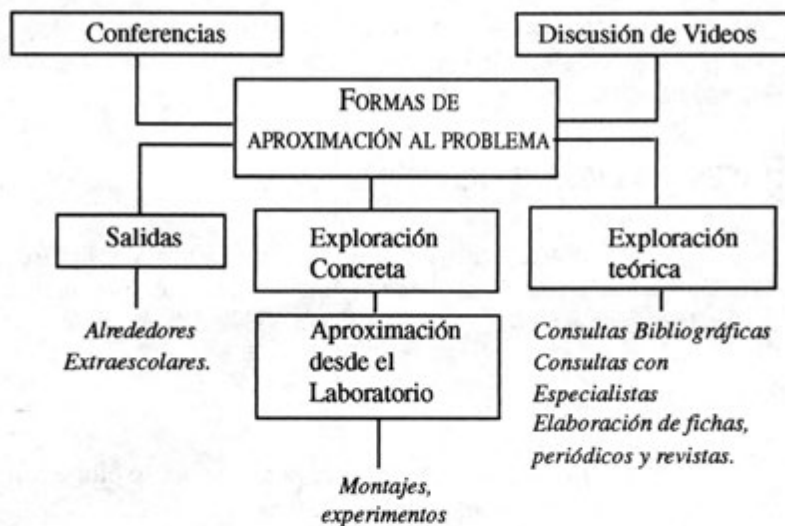 Conferencias
Discusión de Videos
FORMAS DE
APROXIMACIÓN AL PROBLEMA
Salidas
Alrededores
Extraescolares.
Exploración
Concreta
Aproximación
desde el
Laboratorio
Montajes,
experimentos
Exploración
teórica
Consultas Bibliográficas
Consultas con
Especialistas
Elaboración de fichas,
periódicos y revistas.